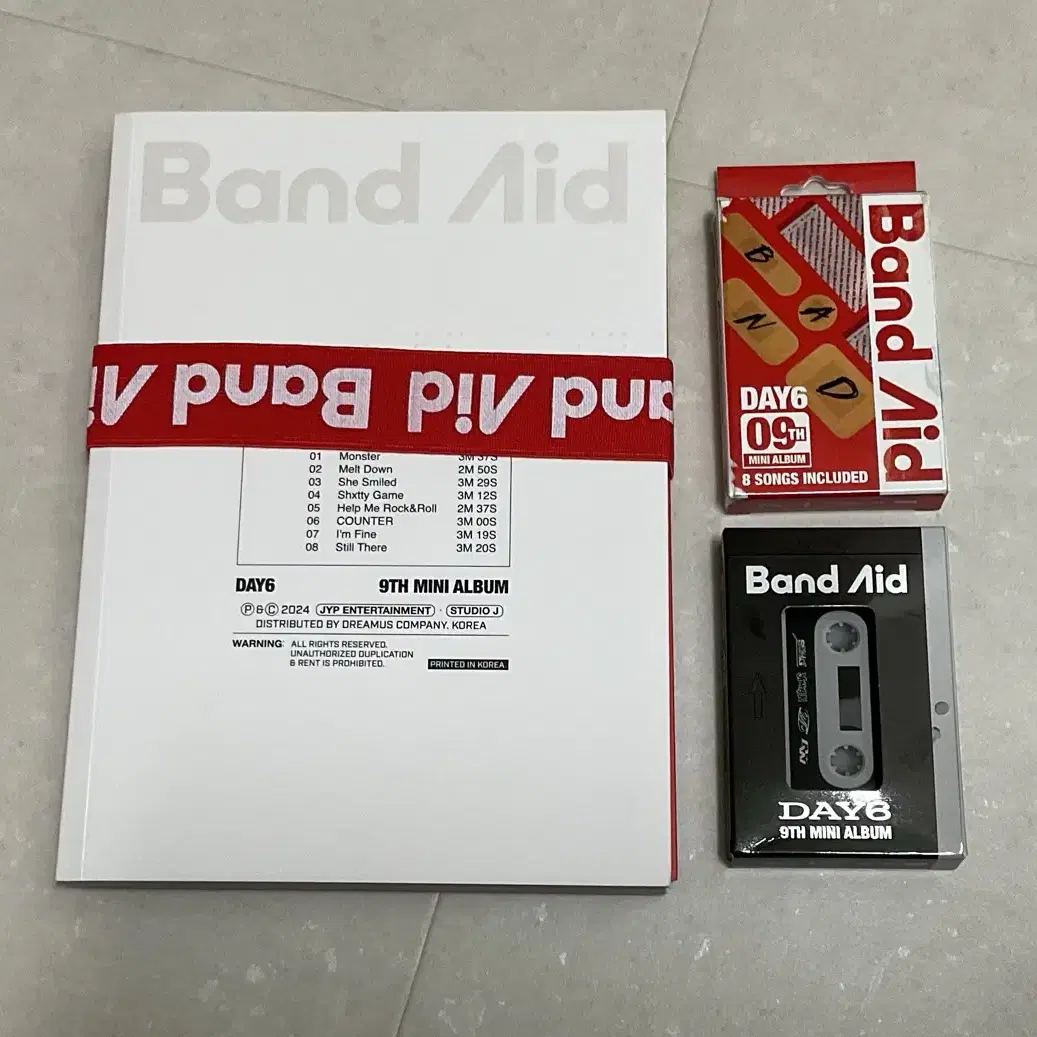 Band Aid
Aid Band Aid Band
01 Monster 3M 37S
02 Melt Down 2M 50S
03 She Smiled 3M 29S
04 Shxtty Game 3M 12S
05 Help Me Rock&Roll 2M 37S
06 COUNTER 3M 00S
07 I'm Fine 3M 19S
08 Still There 3M 20S
DAY6 9TH MINI ALBUM
Ⓟ&Ⓒ 2024 JYP ENTERTAINMENT · STUDIO J
DISTRIBUTED BY DREAMUS COMPANY. KOREA
WARNING: ALL RIGHTS RESERVED.
UNAUTHORIZED DUPLICATION
& RENT IS PROHIBITED.
PRINTED IN KOREA.
Band Aid
B
A
N
D
DAY6
09TH
MINI ALBUM
8 SONGS INCLUDED
Band Aid
DAY6
9TH MINI ALBUM